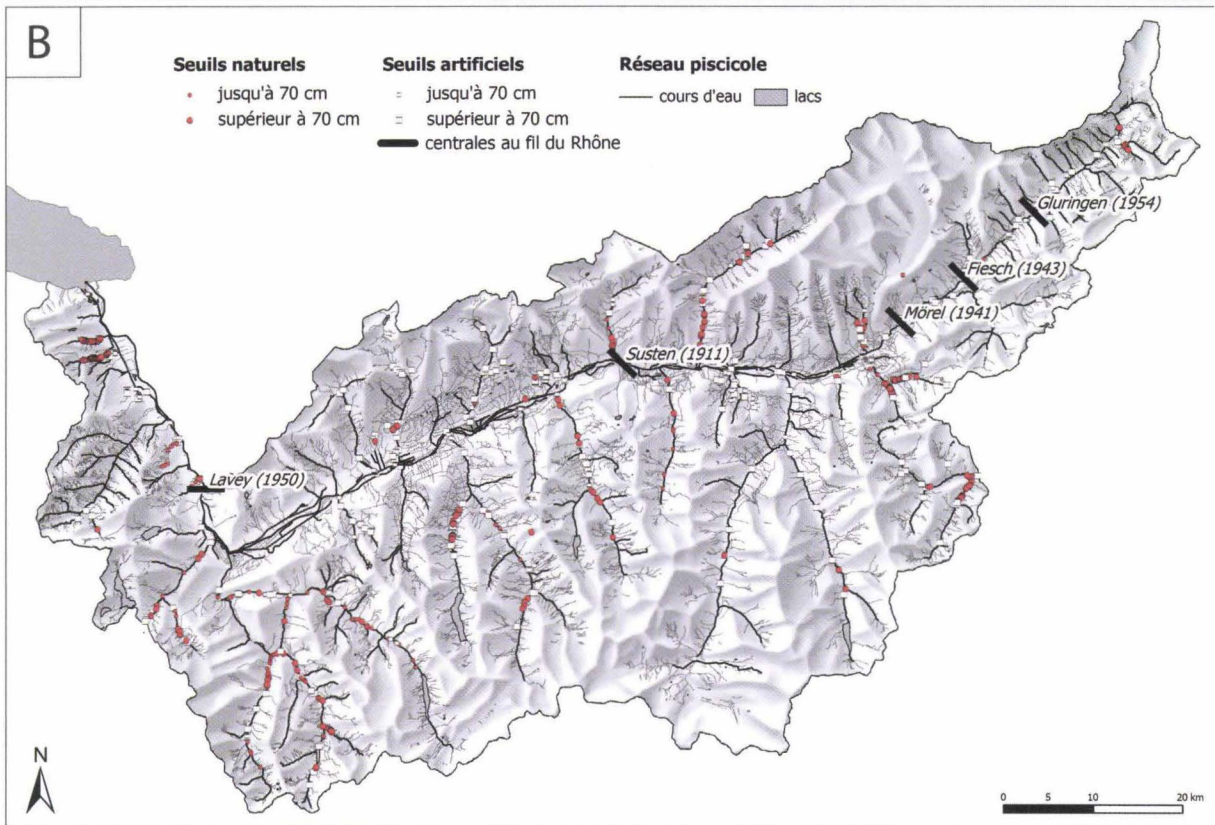 B
Seuils naturels
jusqu'à 70 cm
supérieur à 70 cm
Seuils artificiels
jusqu'à 70 cm
supérieur à 70 cm
centrales au fil du Rhône
Réseau piscicole
cours d'eau
lacs
Gluringen (1954)
Fiesch (1943)
Mörel (1941)
Susten (1911)
Lavey (1950)
N
0 5 10 20 km